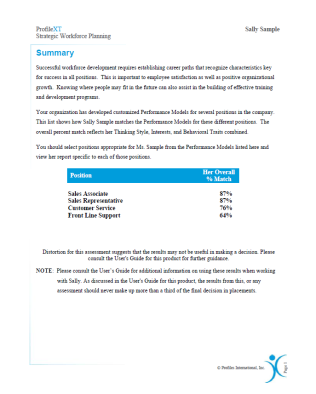 ProfileXT Sally Sample
Strategic Workforce Planning
Summary
Successful workforce development requires establishing career paths that recognize characteristics key
for success in all positions. This is important to employee satisfaction as well as positive organizational
growth. Knowing where people may fit in the future can also assist in the building of effective training
and development programs.
Your organization has developed customized Performance Models for several positions in the company.
This list shows how Sally Sample matches the Performance Models for these different positions. The
overall percent match reflects her Thinking Style, Interests, and Behavioral Traits combined.
You should select positions appropriate for Ms. Sample from the Performance Models listed here and
view her report specific to each of those positions.
Position Her Overall
% Match
Sales Associate 87%
Sales Representative 87%
Customer Service 76%
Front Line Support 64%
Distortion for this assessment suggests that the results may not be useful in making a decision. Please
consult the User's Guide for this product for further guidance.
NOTE: Please consult the User's Guide for additional information on using these results when working
with Sally. As discussed in the User's Guide for this product, the results from this, or any
assessment should never make up more than a third of the final decision in placements.
© Profiles International, Inc.